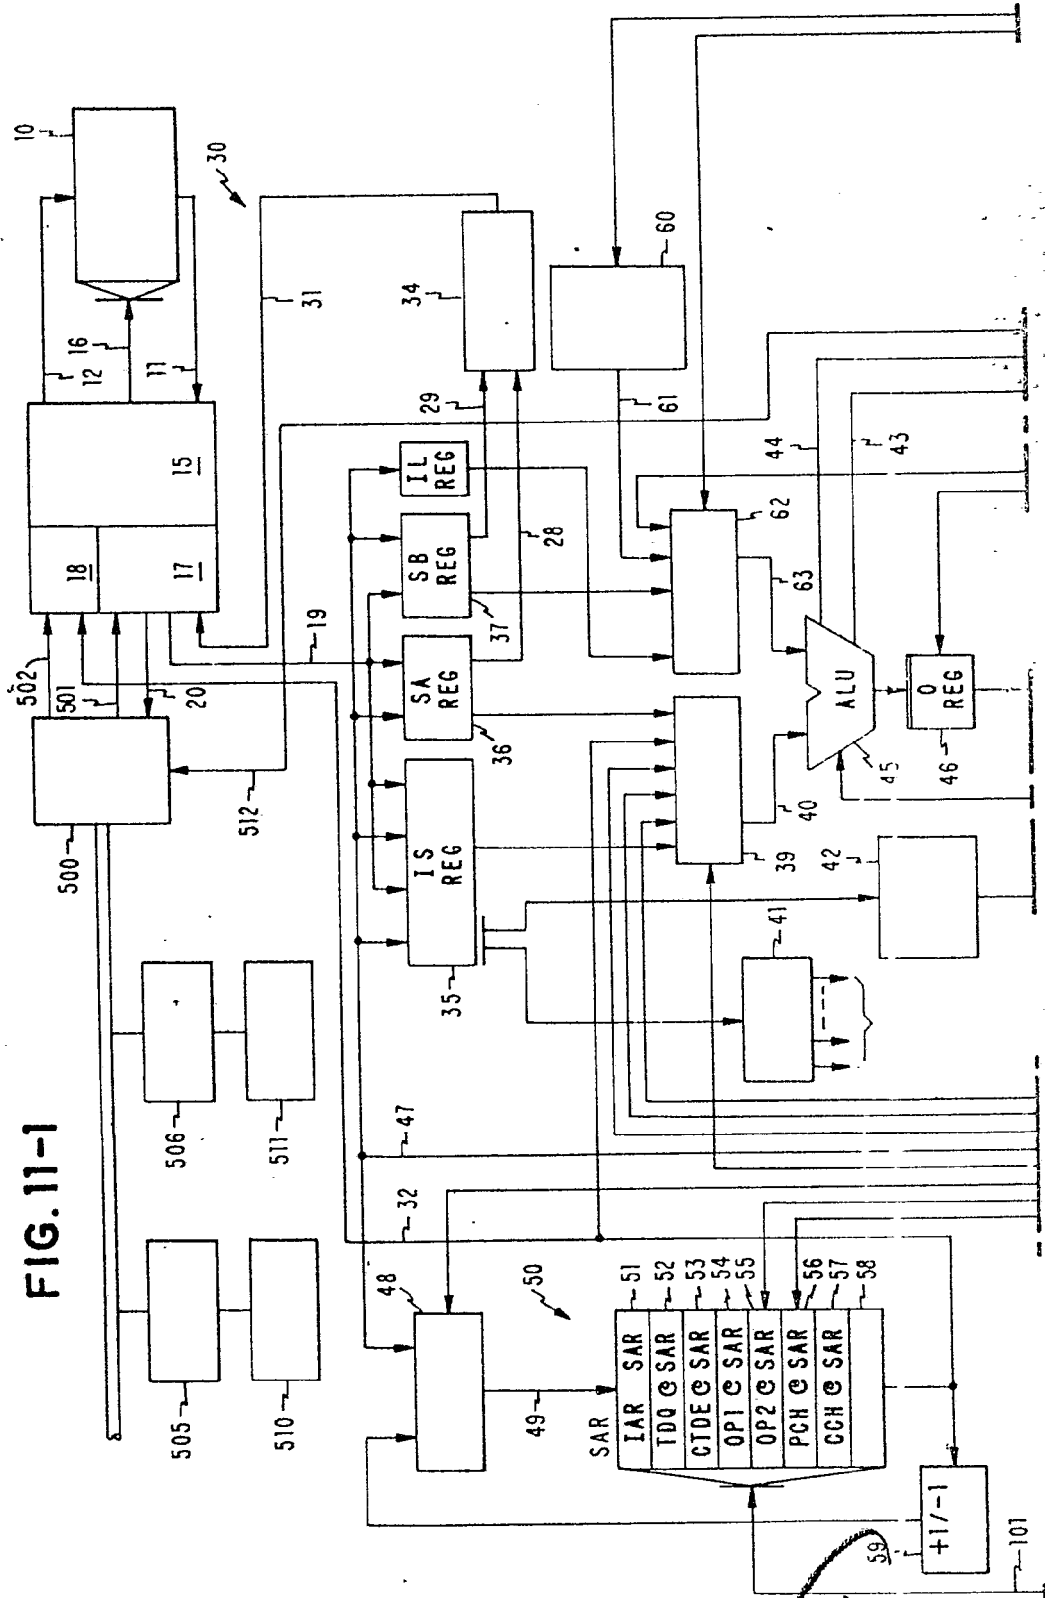 FIG. 11-1
505
510
506
511
500
502
501
20
512
18
17
15
12
16
11
10
30
31
19
32
47
48
49
50
35
IS
REG
36
SA
REG
37
SB
REG
IL
REG
29
28
34
60
61
62
63
39
40
41
42
44
43
ALU
45
46
O
REG
SAR
IAR SAR 51
TDQ @ SAR 52
CTDE @ SAR 53
OP1 @ SAR 54
OP2 @ SAR 55
PCH @ SAR 56
CCH @ SAR 57
58
59
+1/-1
101